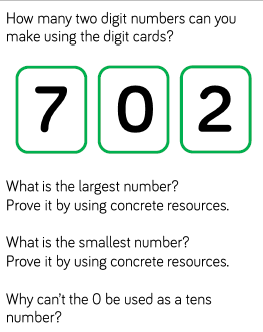 How many two digit numbers can you
make using the digit cards?
7 0 2
What is the largest number?
Prove it by using concrete resources.
What is the smallest number?
Prove it by using concrete resources.
Why can't the 0 be used as a tens
number?